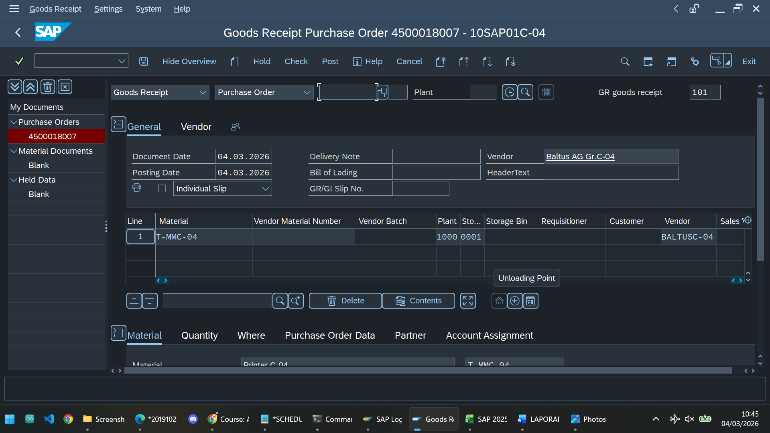 Goods Receipt Settings System Help
SAP
Goods Receipt Purchase Order 4500018007 - 10SAP01C-04
Hide Overview Hold Check Post Help Cancel Exit
Goods Receipt Purchase Order Plant GR goods receipt 101
My Documents
Purchase Orders
4500018007
Material Documents
Blank
Held Data
Blank
General Vendor
Document Date 04.03.2026 Delivery Note Vendor Baltus AG Gr.C-04
Posting Date 04.03.2026 Bill of Lading HeaderText
Individual Slip GR/GI Slip No.
Line Material Vendor Material Number Vendor Batch Plant Sto... Storage Bin Requisitioner Customer Vendor Sales
1 T-MMC-04 1000 0001 BALTUSC-04
Unloading Point
Delete Contents
Material Quantity Where Purchase Order Data Partner Account Assignment
Material Printer C-04 T-MMC-04
Screensh *2019102 Course: A *SCHEDU Commar SAP Log Goods Re SAP 2025 LAPORAI Photos
10:45
04/03/2026